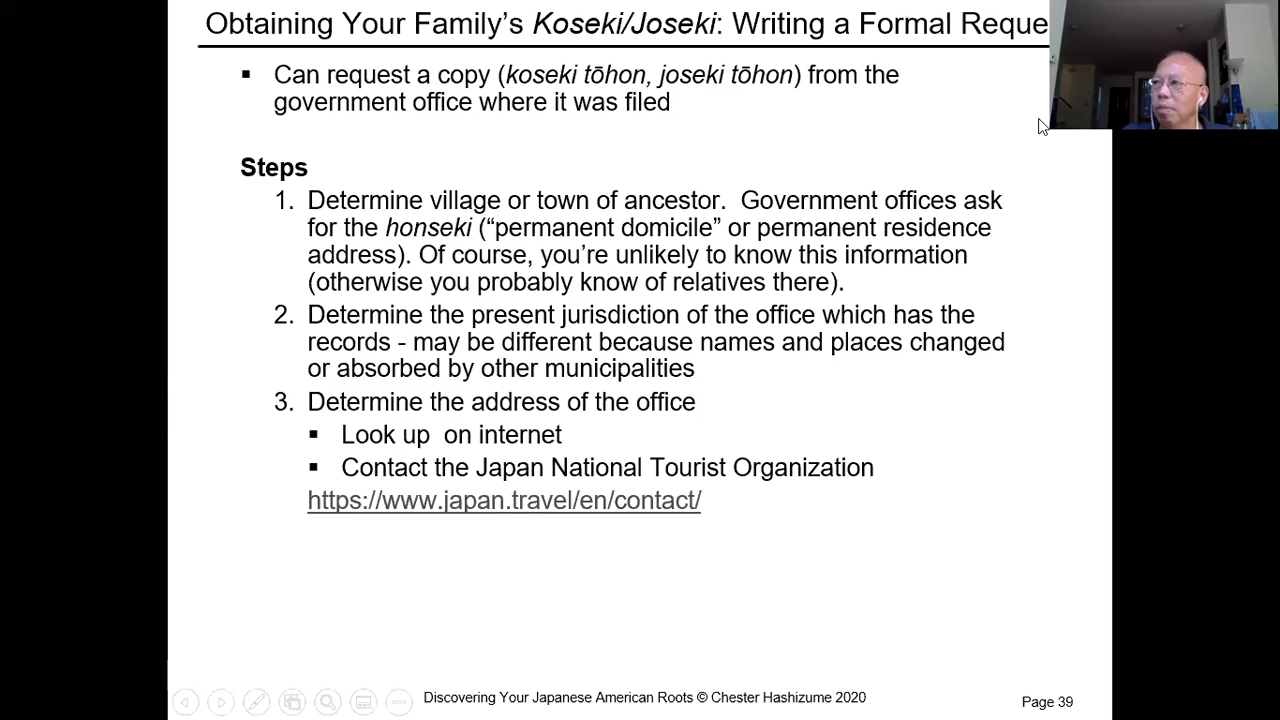 Obtaining Your Family's Koseki/Joseki: Writing a Formal Reque
▪ Can request a copy (koseki tōhon, joseki tōhon) from the
government office where it was filed
Steps
1. Determine village or town of ancestor.  Government offices ask
for the honseki (“permanent domicile” or permanent residence
address). Of course, you’re unlikely to know this information
(otherwise you probably know of relatives there).
2. Determine the present jurisdiction of the office which has the
records - may be different because names and places changed
or absorbed by other municipalities
3. Determine the address of the office
▪ Look up  on internet
▪ Contact the Japan National Tourist Organization
https://www.japan.travel/en/contact/
Discovering Your Japanese American Roots © Chester Hashizume 2020
Page 39